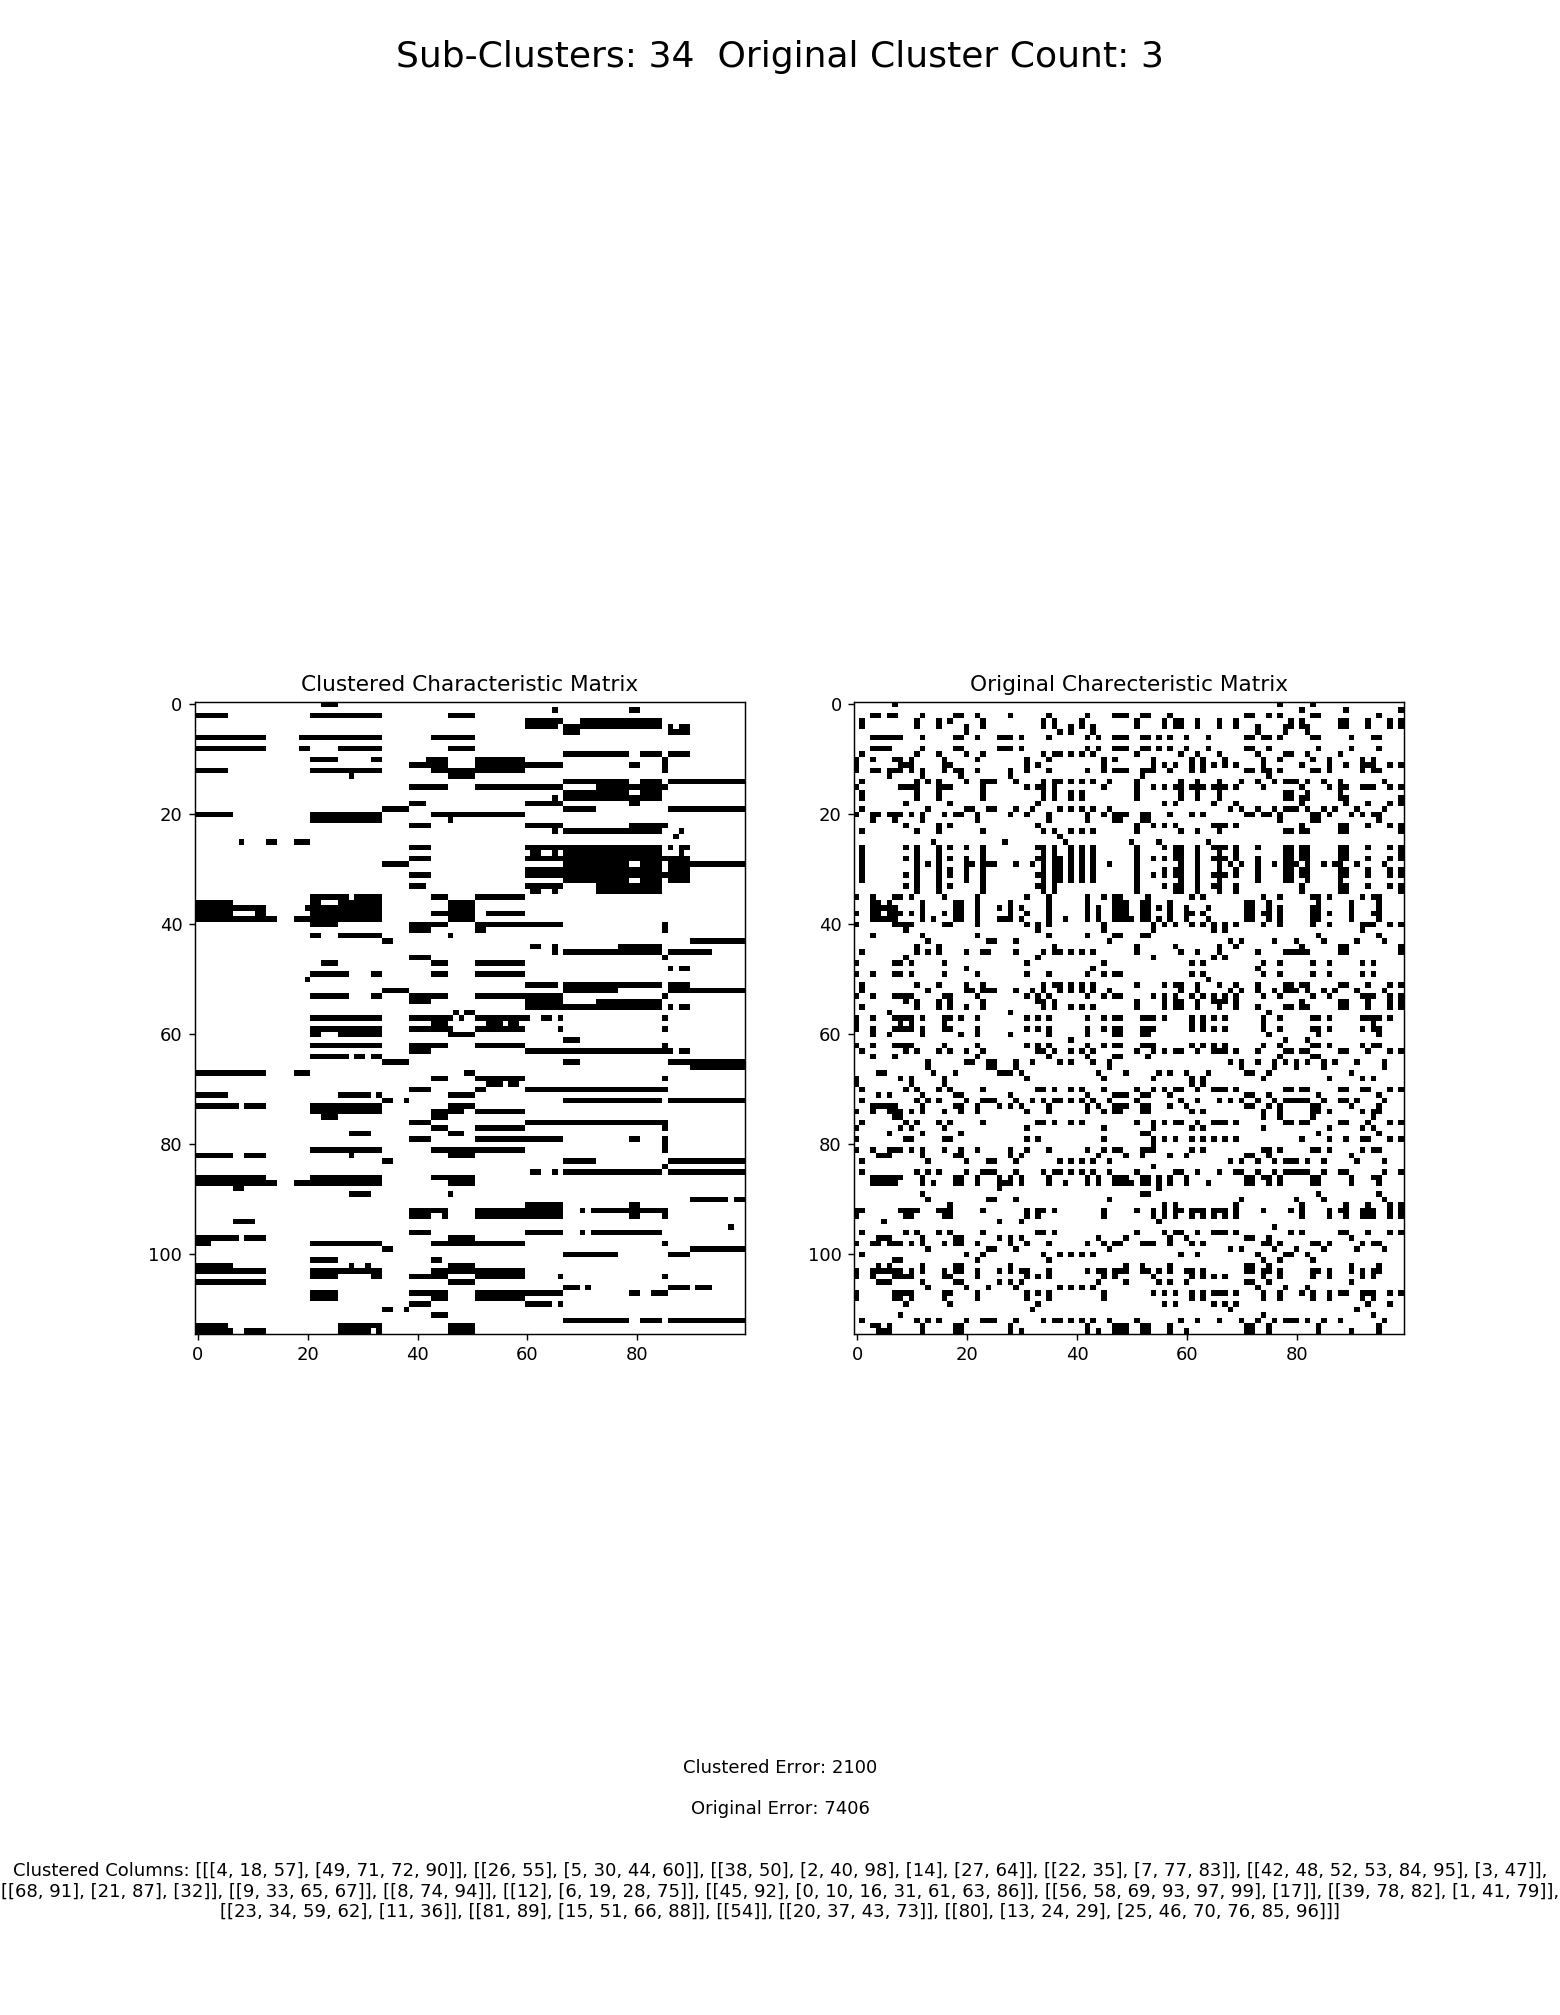 Sub-Clusters: 34  Original Cluster Count: 3
Clustered Characteristic Matrix
0
20
40
60
80
100
0 20 40 60 80
Original Charecteristic Matrix
0
20
40
60
80
100
0 20 40 60 80
Clustered Error: 2100
Original Error: 7406
Clustered Columns: [[[4, 18, 57], [49, 71, 72, 90]], [[26, 55], [5, 30, 44, 60]], [[38, 50], [2, 40, 98], [14], [27, 64]], [[22, 35], [7, 77, 83]], [[42, 48, 52, 53, 84, 95], [3, 47]],
[[68, 91], [21, 87], [32]], [[9, 33, 65, 67]], [[8, 74, 94]], [[12], [6, 19, 28, 75]], [[45, 92], [0, 10, 16, 31, 61, 63, 86]], [[56, 58, 69, 93, 97, 99], [17]], [[39, 78, 82], [1, 41, 79]],
[[23, 34, 59, 62], [11, 36]], [[81, 89], [15, 51, 66, 88]], [[54]], [[20, 37, 43, 73]], [[80], [13, 24, 29], [25, 46, 70, 76, 85, 96]]]